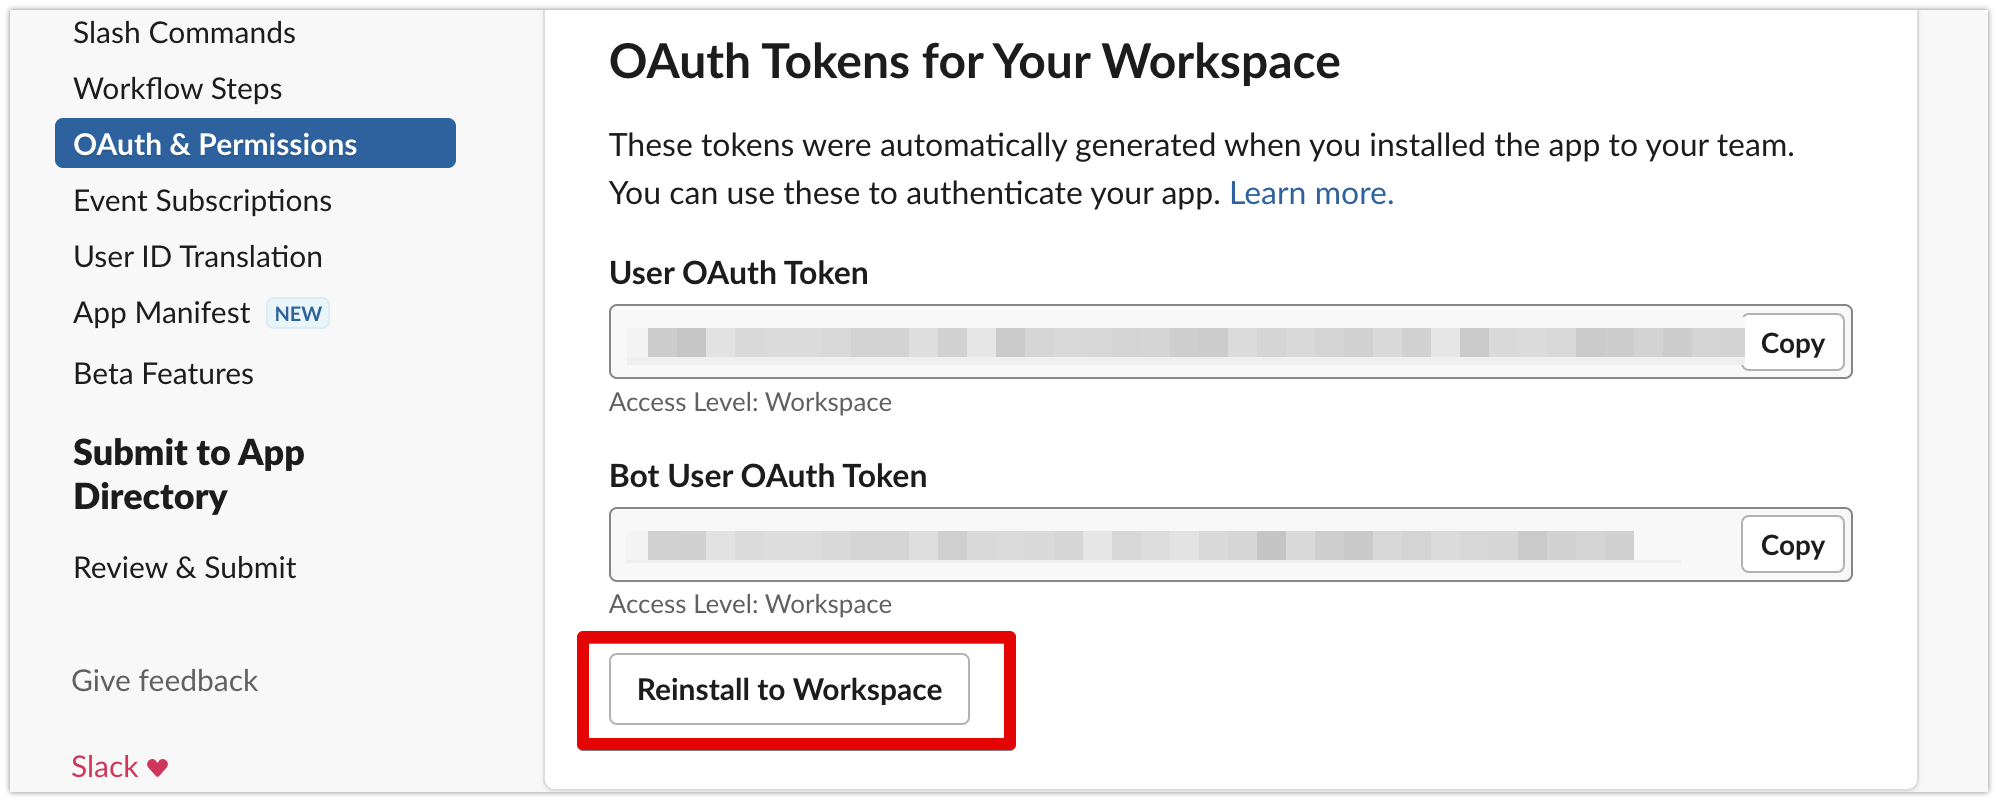 Slash Commands
Workflow Steps
OAuth & Permissions
Event Subscriptions
User ID Translation
App Manifest NEW
Beta Features
Submit to App
Directory
Review & Submit
Give feedback
Slack
OAuth Tokens for Your Workspace
These tokens were automatically generated when you installed the app to your team.
You can use these to authenticate your app. Learn more.
User OAuth Token
Copy
Access Level: Workspace
Bot User OAuth Token
Copy
Access Level: Workspace
Reinstall to Workspace